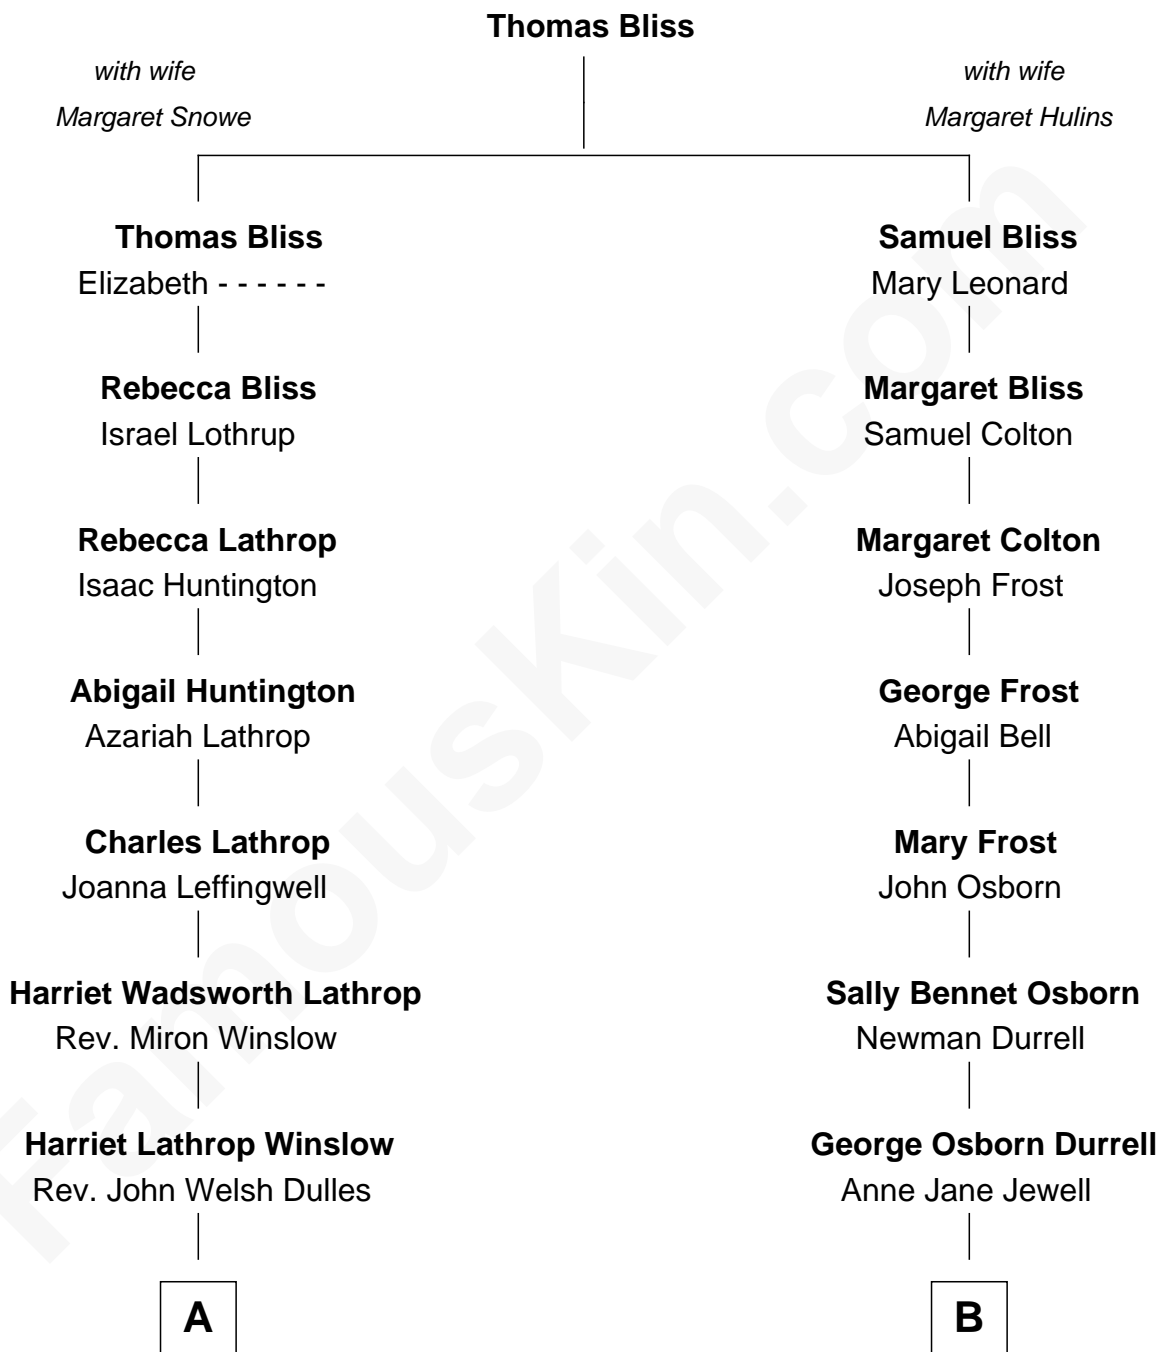 Thomas Bliss
with wife
Margaret Snowe
with wife
Margaret Hulins
Thomas Bliss
Elizabeth - - - - - -
Samuel Bliss
Mary Leonard
Rebecca Bliss
Israel Lothrup
Margaret Bliss
Samuel Colton
Rebecca Lathrop
Isaac Huntington
Margaret Colton
Joseph Frost
Abigail Huntington
Azariah Lathrop
George Frost
Abigail Bell
Charles Lathrop
Joanna Leffingwell
Mary Frost
John Osborn
Harriet Wadsworth Lathrop
Rev. Miron Winslow
Sally Bennet Osborn
Newman Durrell
Harriet Lathrop Winslow
Rev. John Welsh Dulles
George Osborn Durrell
Anne Jane Jewell
A
B
FamousKin.com